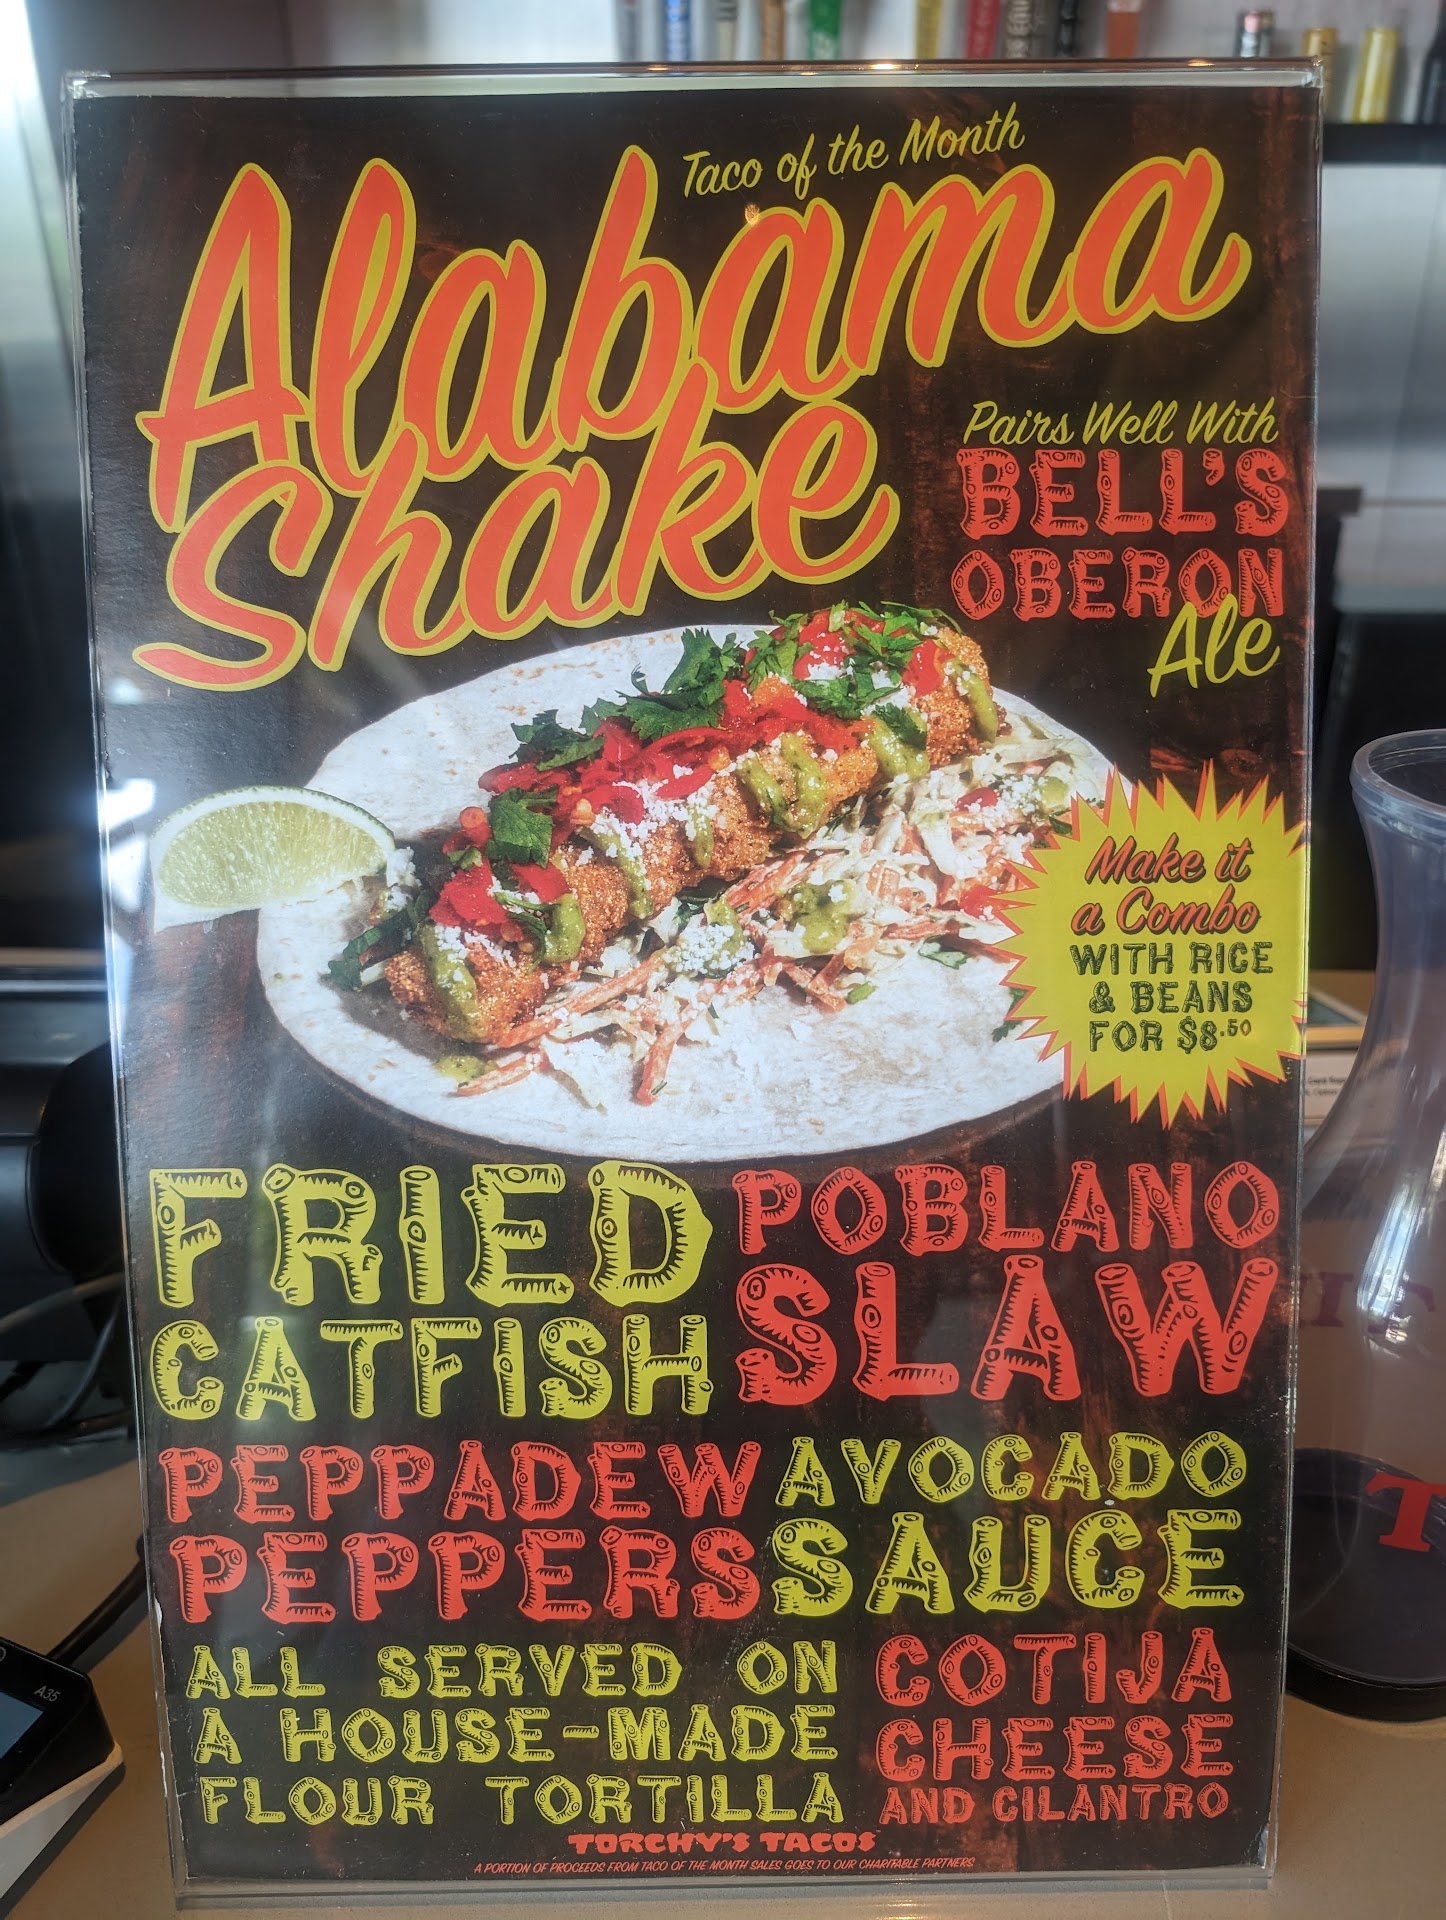 Taco of the Month
Alabama
Shake
Pairs Well With
BELL'S
OBERON
Ale
Make it
a Combo
WITH RICE
& BEANS
FOR $8.50
FRIED
CATFISH
POBLANO
SLAW
PEPPADEW
PEPPERS
AVOCADO
SAUCE
ALL SERVED ON
A HOUSE-MADE
FLOUR TORTILLA
COTIJA
CHEESE
AND CILANTRO
TORCHY'S TACOS
A PORTION OF PROCEEDS FROM TACO OF THE MONTH SALES GOES TO OUR CHARITABLE PARTNERS
A35